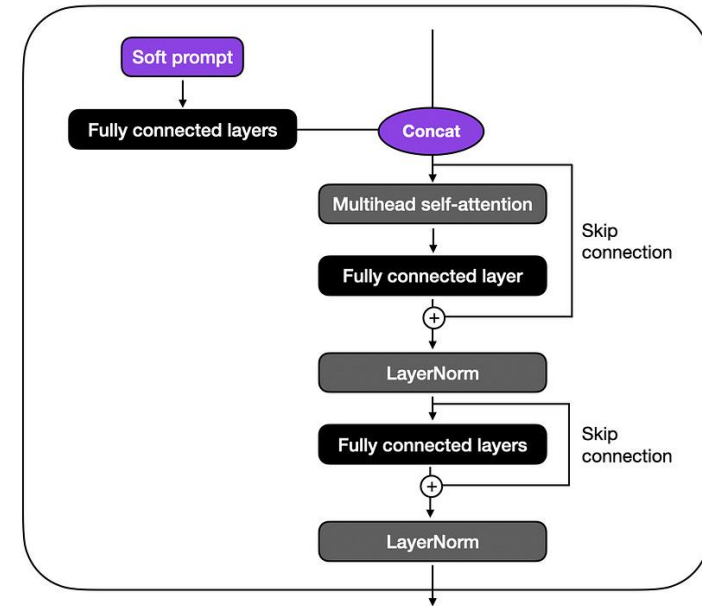 Soft prompt
Fully connected layers
Concat
Multihead self-attention
Skip
connection
Fully connected layer
+
LayerNorm
Fully connected layers
Skip
connection
+
LayerNorm